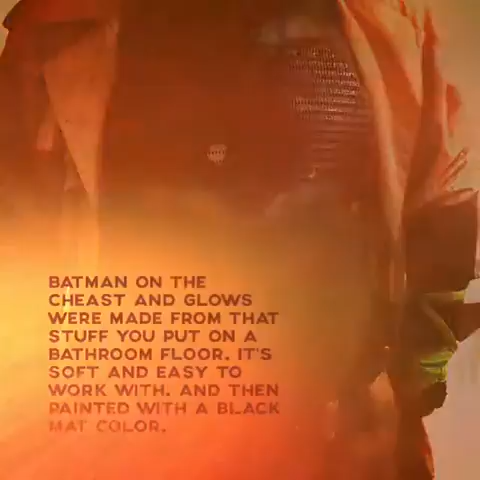 BATMAN ON THE
CHEAST AND GLOWS
WERE MADE FROM THAT
STUFF YOU PUT ON A
BATHROOM FLOOR. IT'S
SOFT AND EASY TO
WORK WITH. AND THEN
PAINTED WITH A BLACK
MAT COLOR.